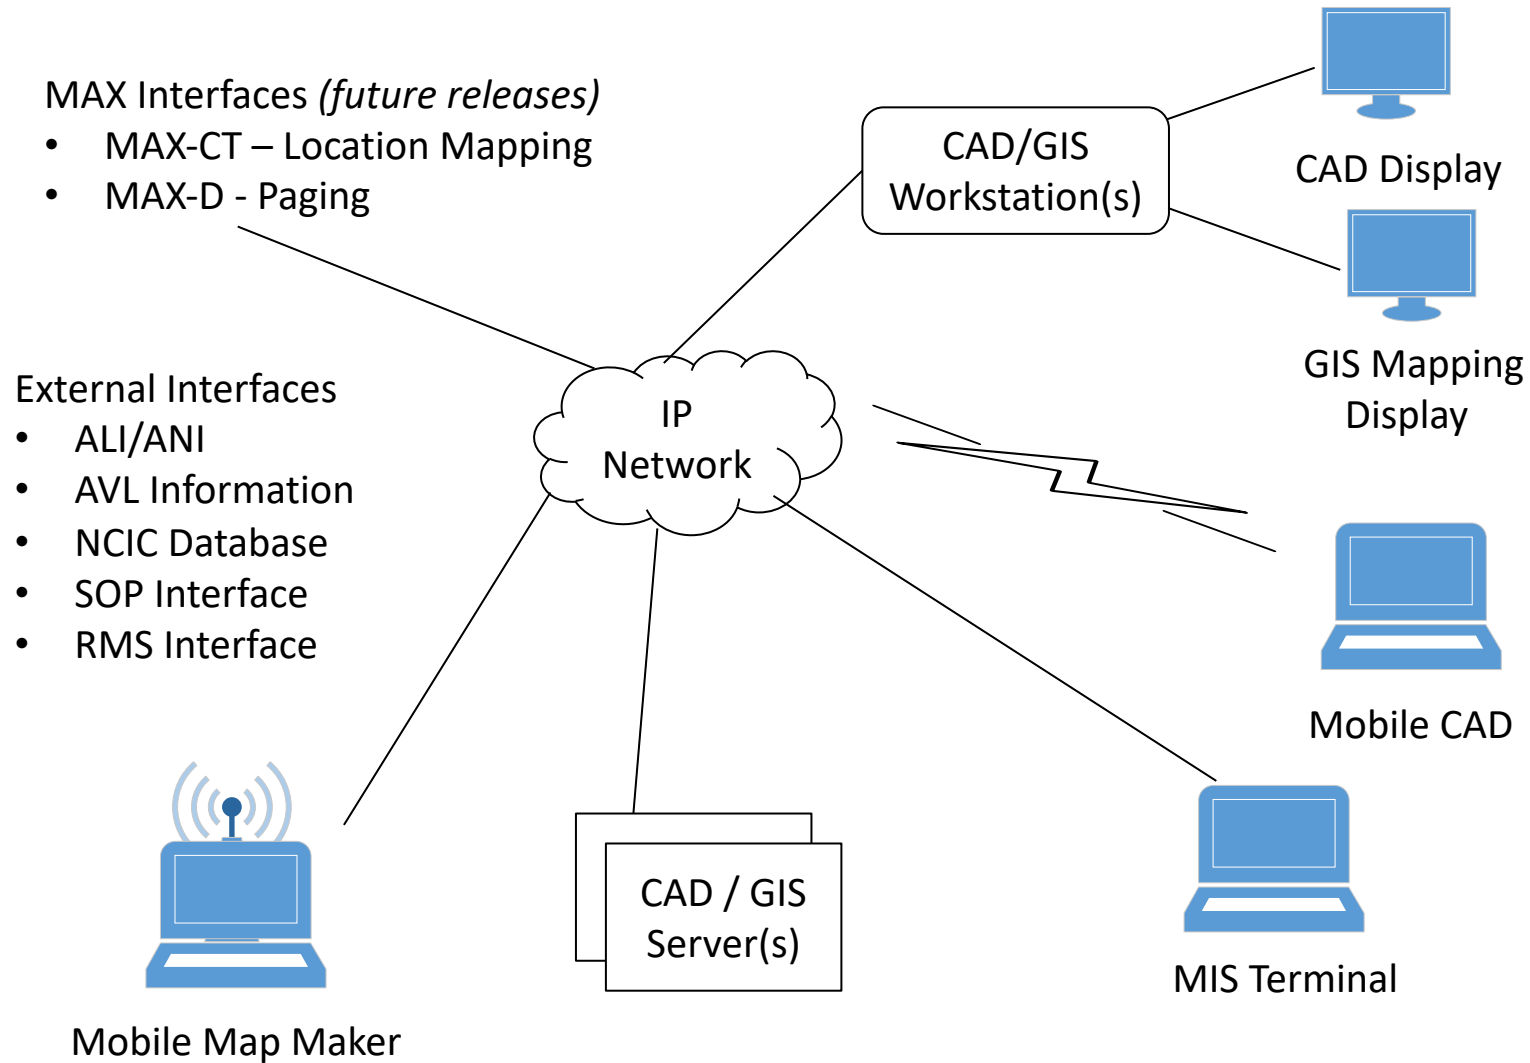 MAX Interfaces (future releases)
• MAX-CT – Location Mapping
• MAX-D - Paging
CAD/GIS
Workstation(s)
CAD Display
GIS Mapping
Display
External Interfaces
• ALI/ANI
• AVL Information
• NCIC Database
• SOP Interface
• RMS Interface
IP
Network
Mobile CAD
CAD / GIS
Server(s)
MIS Terminal
Mobile Map Maker